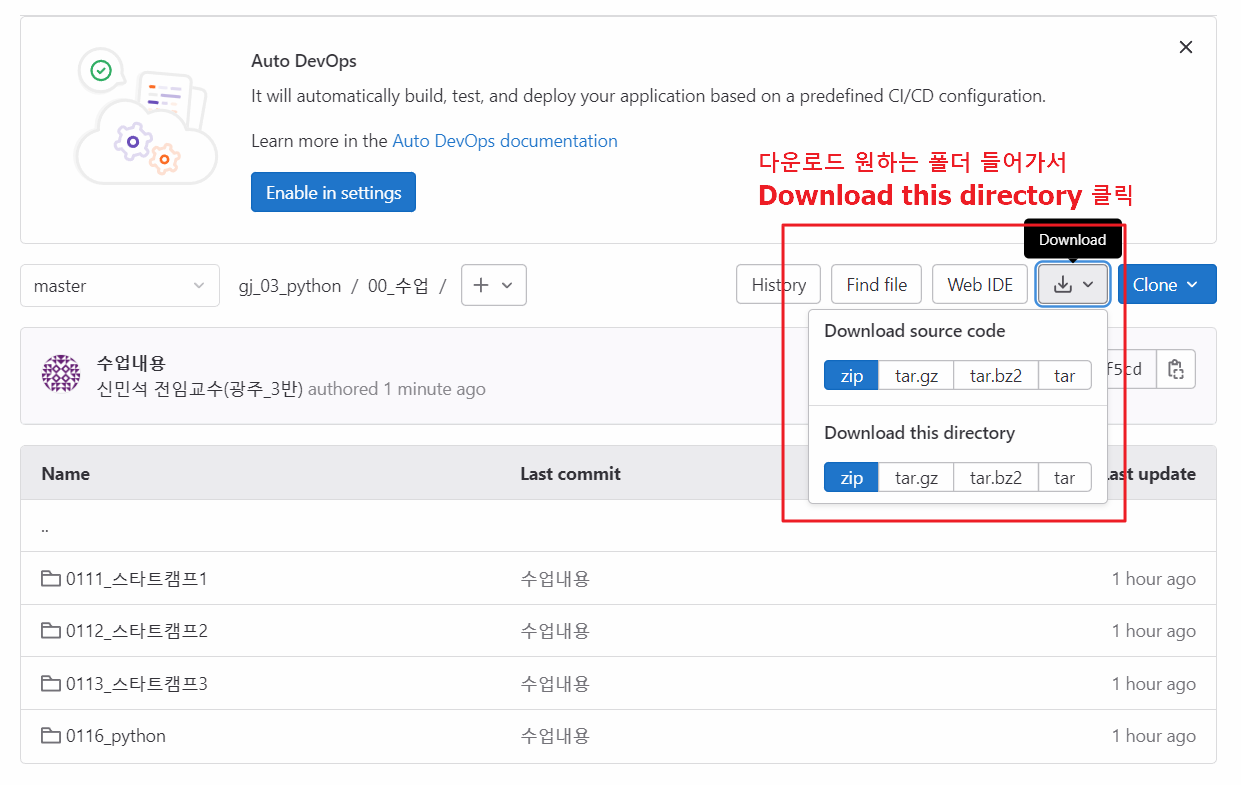 Auto DevOps
It will automatically build, test, and deploy your application based on a predefined CI/CD configuration.
Learn more in the Auto DevOps documentation
Enable in settings
다운로드 원하는 폴더 들어가서
Download this directory 클릭
Download
master
gj_03_python / 00_수업 /
History
Find file
Web IDE
Clone
Download source code
zip tar.gz tar.bz2 tar
Download this directory
zip tar.gz tar.bz2 tar
수업내용
신민석 전임교수(광주_3반) authored 1 minute ago
f5cd
Name Last commit Last update
..
0111_스타트캠프1 수업내용 1 hour ago
0112_스타트캠프2 수업내용 1 hour ago
0113_스타트캠프3 수업내용 1 hour ago
0116_python 수업내용 1 hour ago